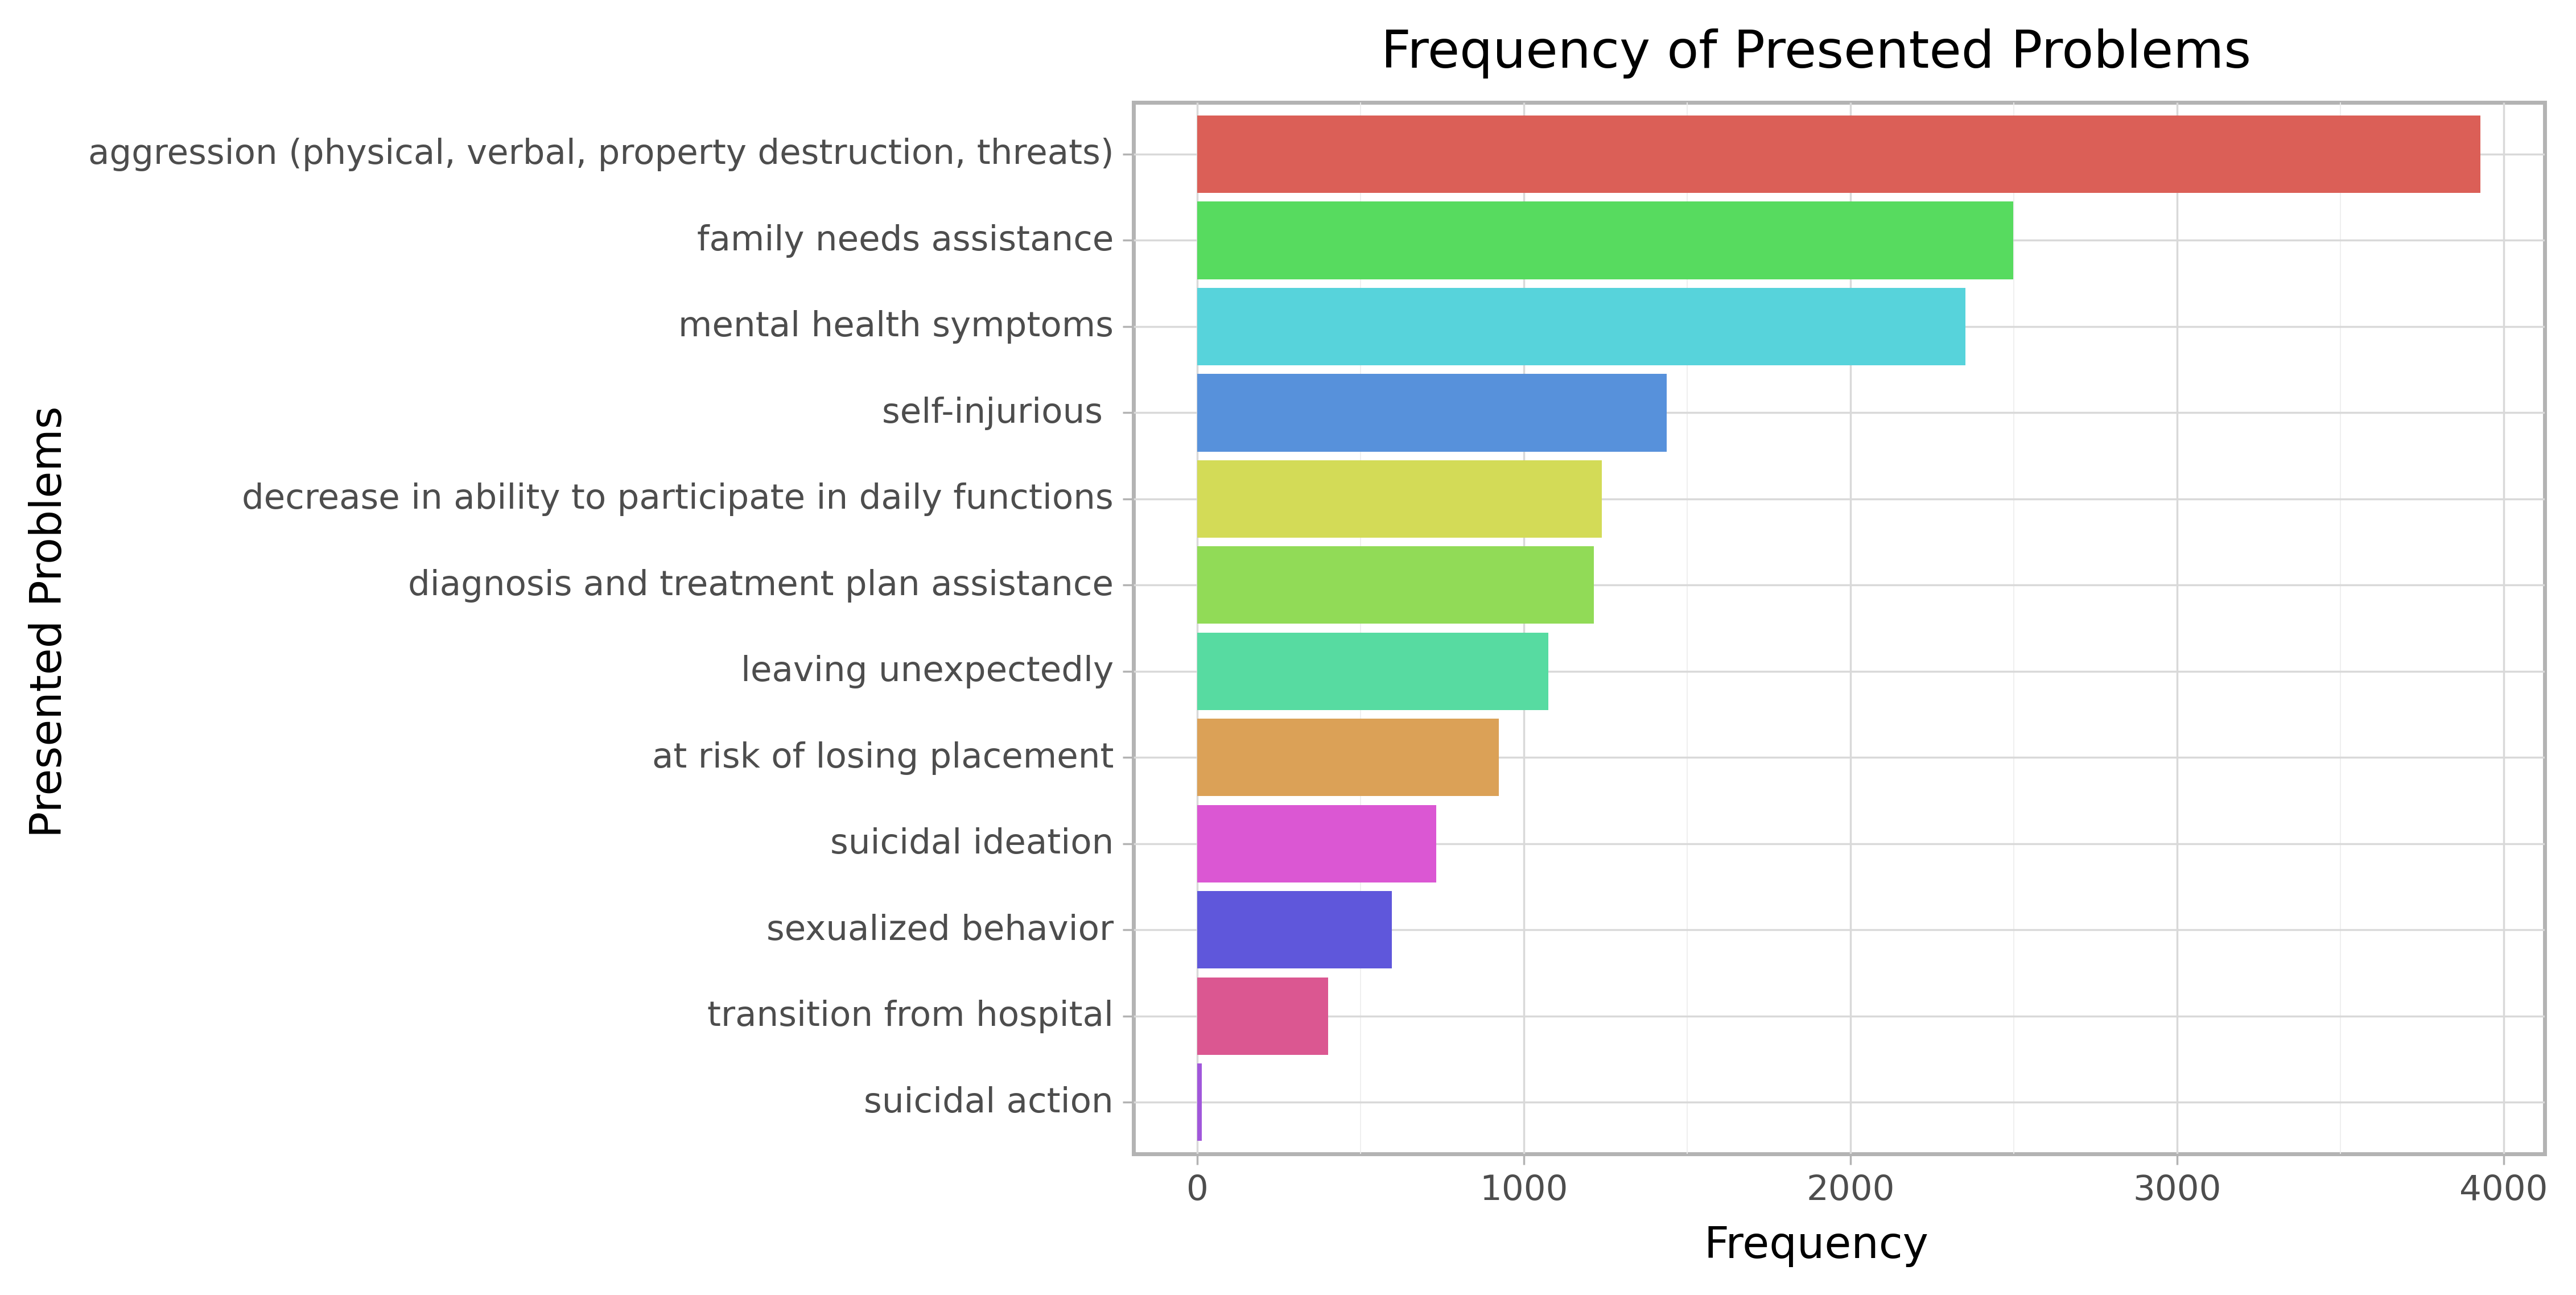 Frequency of Presented Problems
aggression (physical, verbal, property destruction, threats)
family needs assistance
mental health symptoms
self-injurious
decrease in ability to participate in daily functions
diagnosis and treatment plan assistance
leaving unexpectedly
at risk of losing placement
suicidal ideation
sexualized behavior
transition from hospital
suicidal action
Presented Problems
0 1000 2000 3000 4000
Frequency